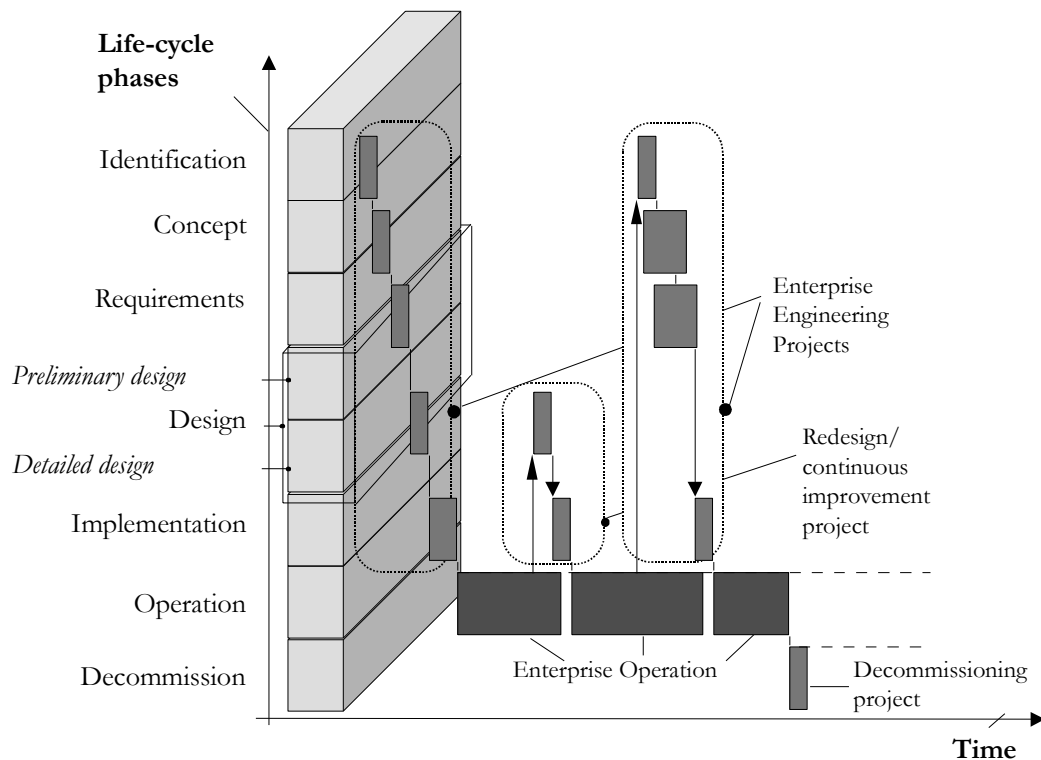 Life-cycle
phases
Identification
Concept
Requirements
Preliminary design
Design
Detailed design
Implementation
Operation
Decommission
Enterprise
Engineering
Projects
Redesign/
continuous
improvement
project
Enterprise Operation
Decommissioning
project
Time